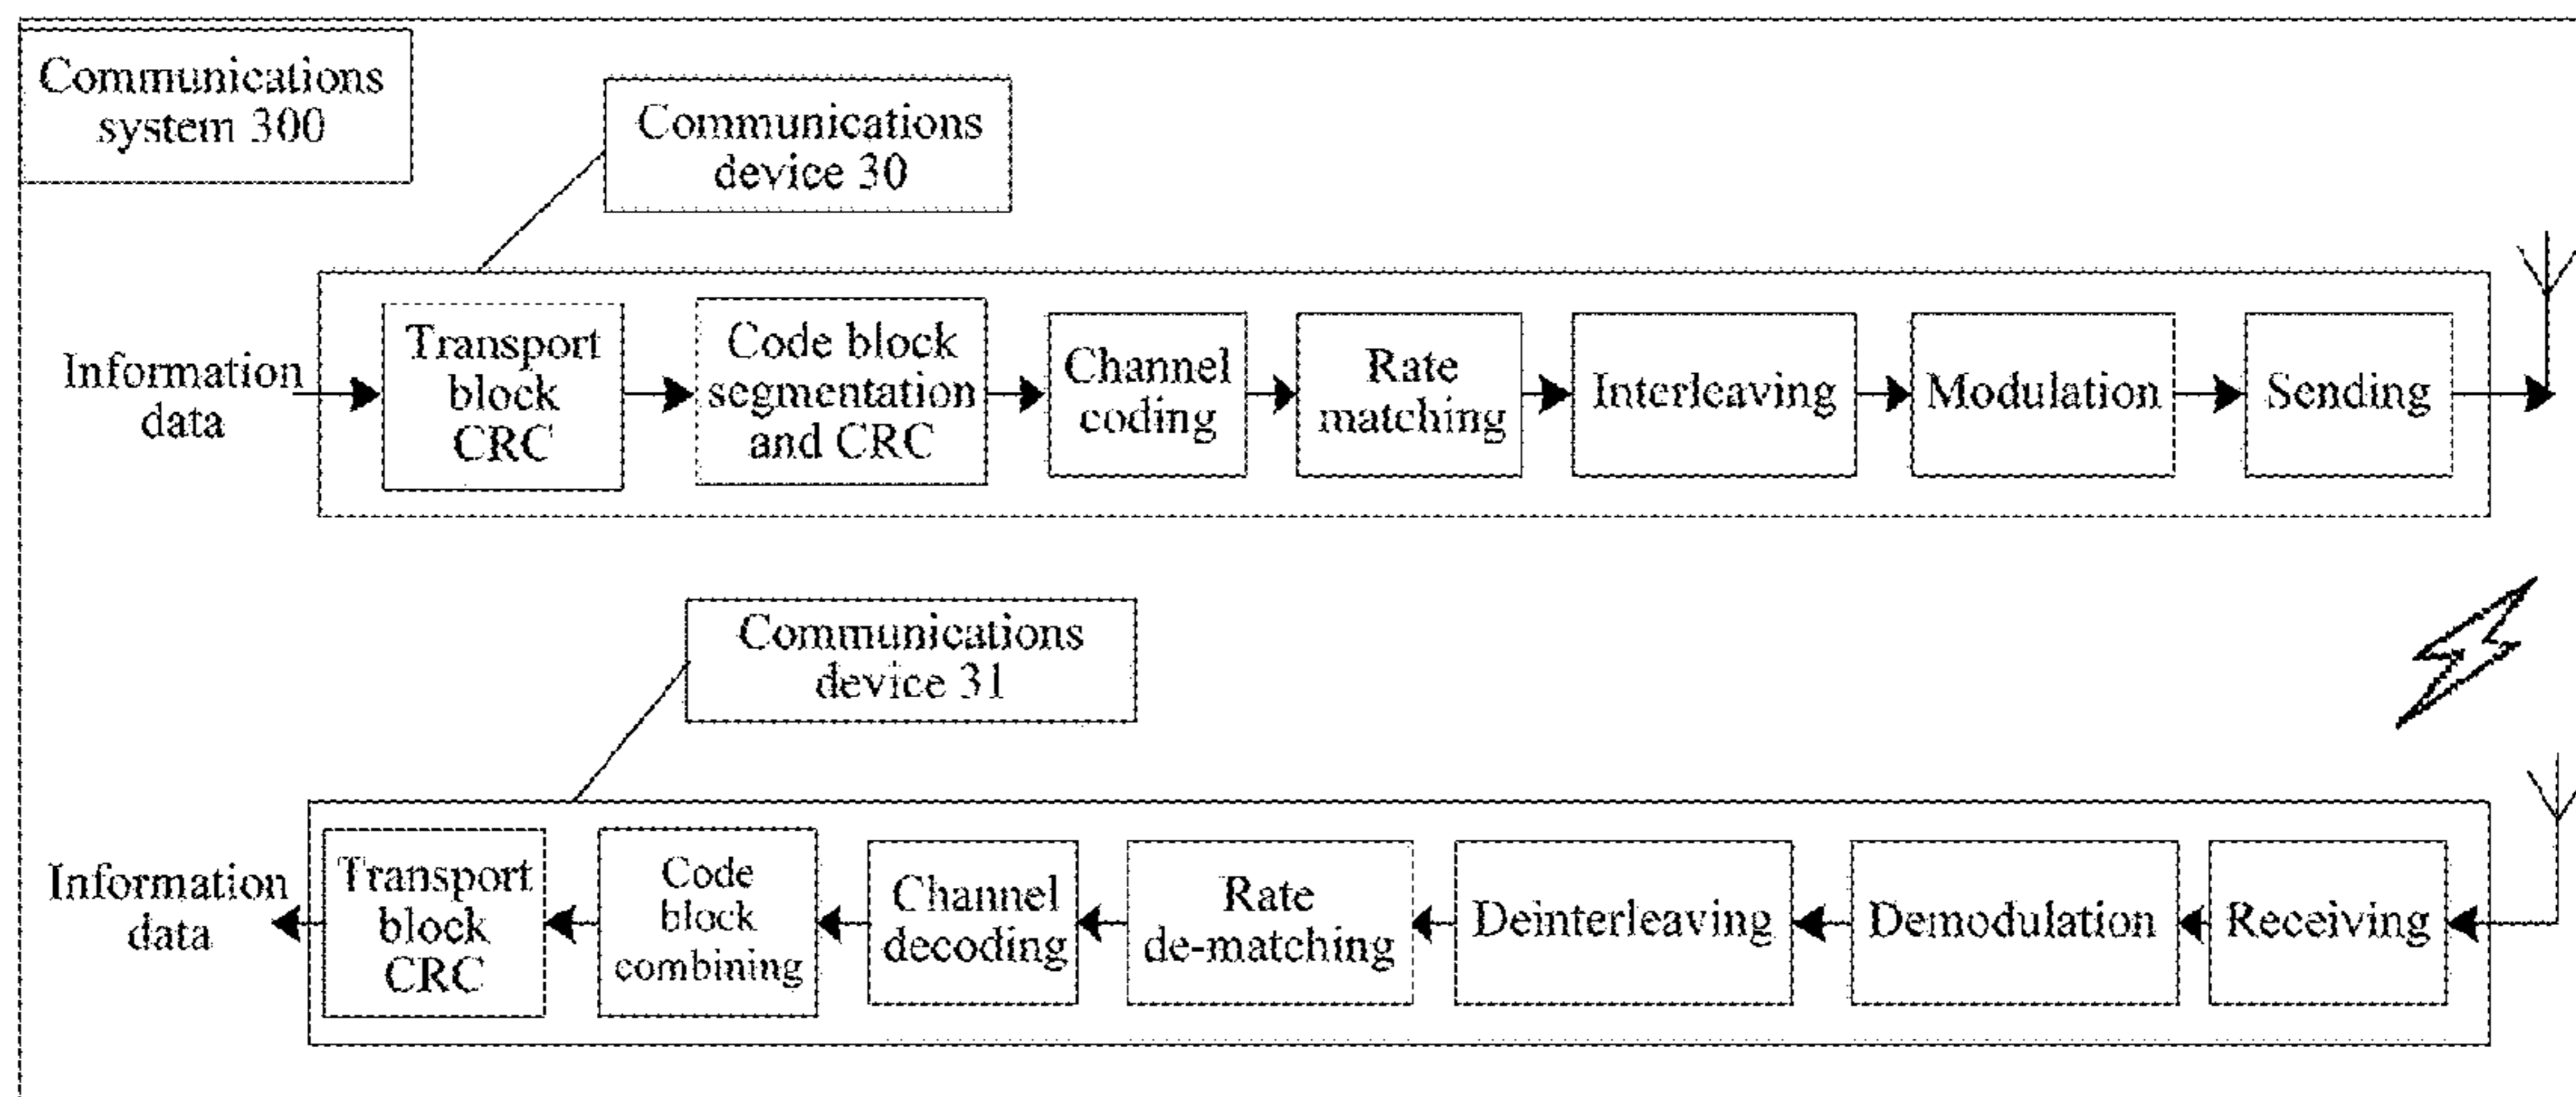 Communications
system 300
Communications
device 30
Information
data
Transport
block
CRC
Code block
segmentation
and CRC
Channel
coding
Rate
matching
Interleaving
Modulation
Sending
Communications
device 31
Information
data
Transport
block
CRC
Code
block
combining
Channel
decoding
Rate
de-matching
Deinterleaving
Demodulation
Receiving